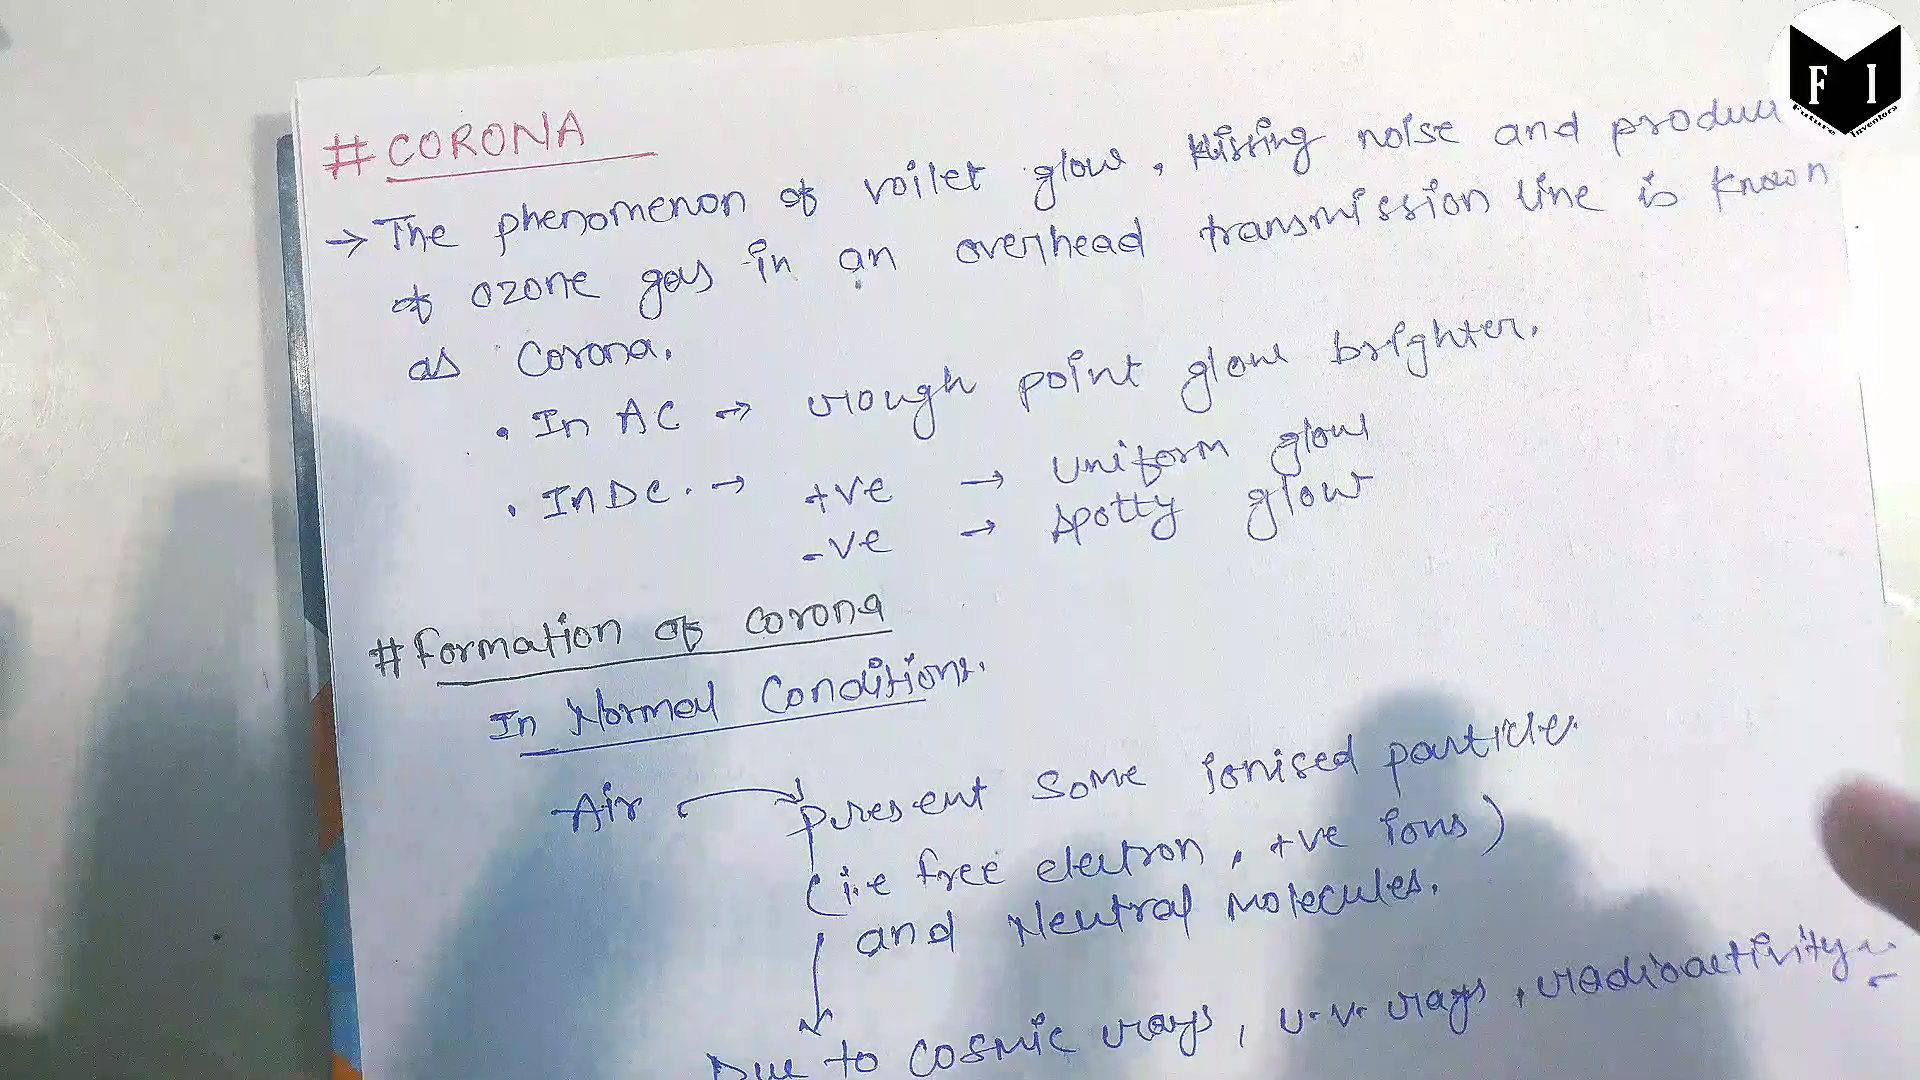 F I
Future Inventors
# CORONA
→ The phenomenon of voilet glow, Hissing noise and produ
of ozone gas in an overhead transmission line is known
as Corona.
• In AC → rough point glow brighter.
• In DC. → +ve → uniform glow
-ve → spotty glow
# Formation of corona
In Normal Conditions.
Air → present some ionised particle
(i.e free electron, +ve ions)
and Neutral Molecules.
Due to cosmic rays, U.V. rays, radioactivity